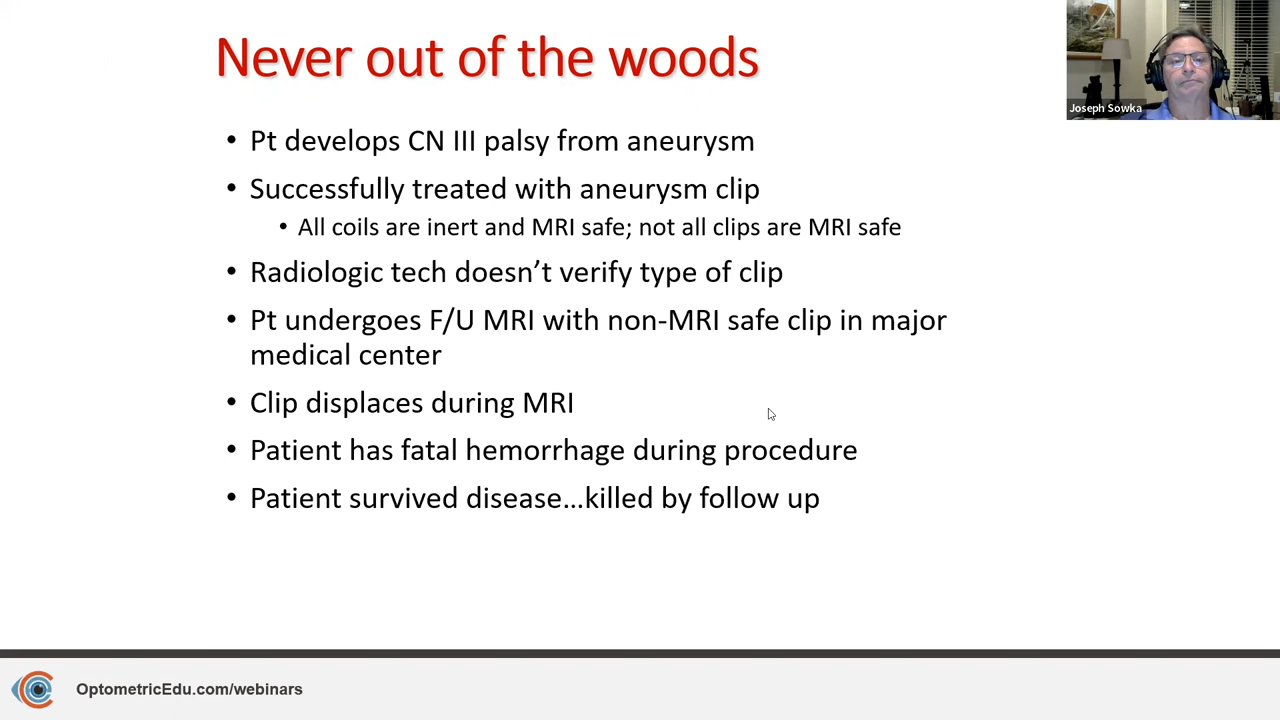 Never out of the woods
Joseph Sowka
• Pt develops CN III palsy from aneurysm
• Successfully treated with aneurysm clip
• All coils are inert and MRI safe; not all clips are MRI safe
• Radiologic tech doesn’t verify type of clip
• Pt undergoes F/U MRI with non-MRI safe clip in major
medical center
• Clip displaces during MRI
• Patient has fatal hemorrhage during procedure
• Patient survived disease…killed by follow up
OptometricEdu.com/webinars